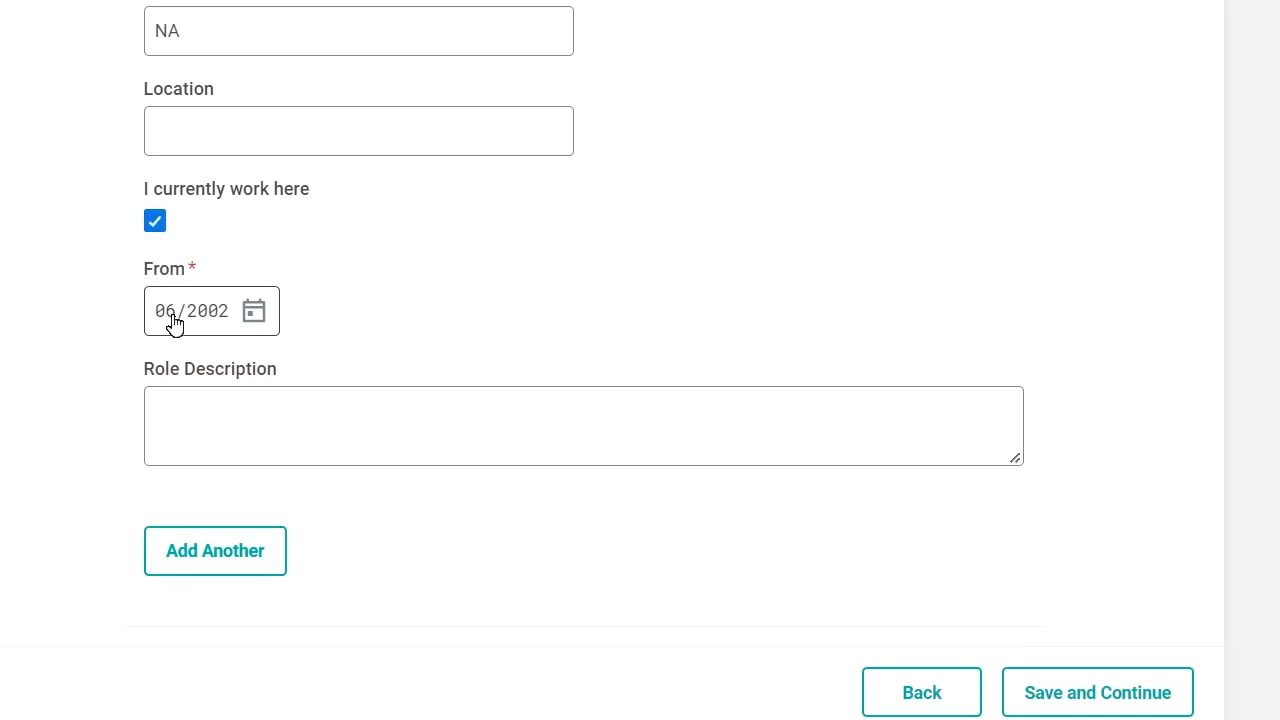 NA
Location
I currently work here
From*
06/2002
Role Description
Add Another
Back
Save and Continue